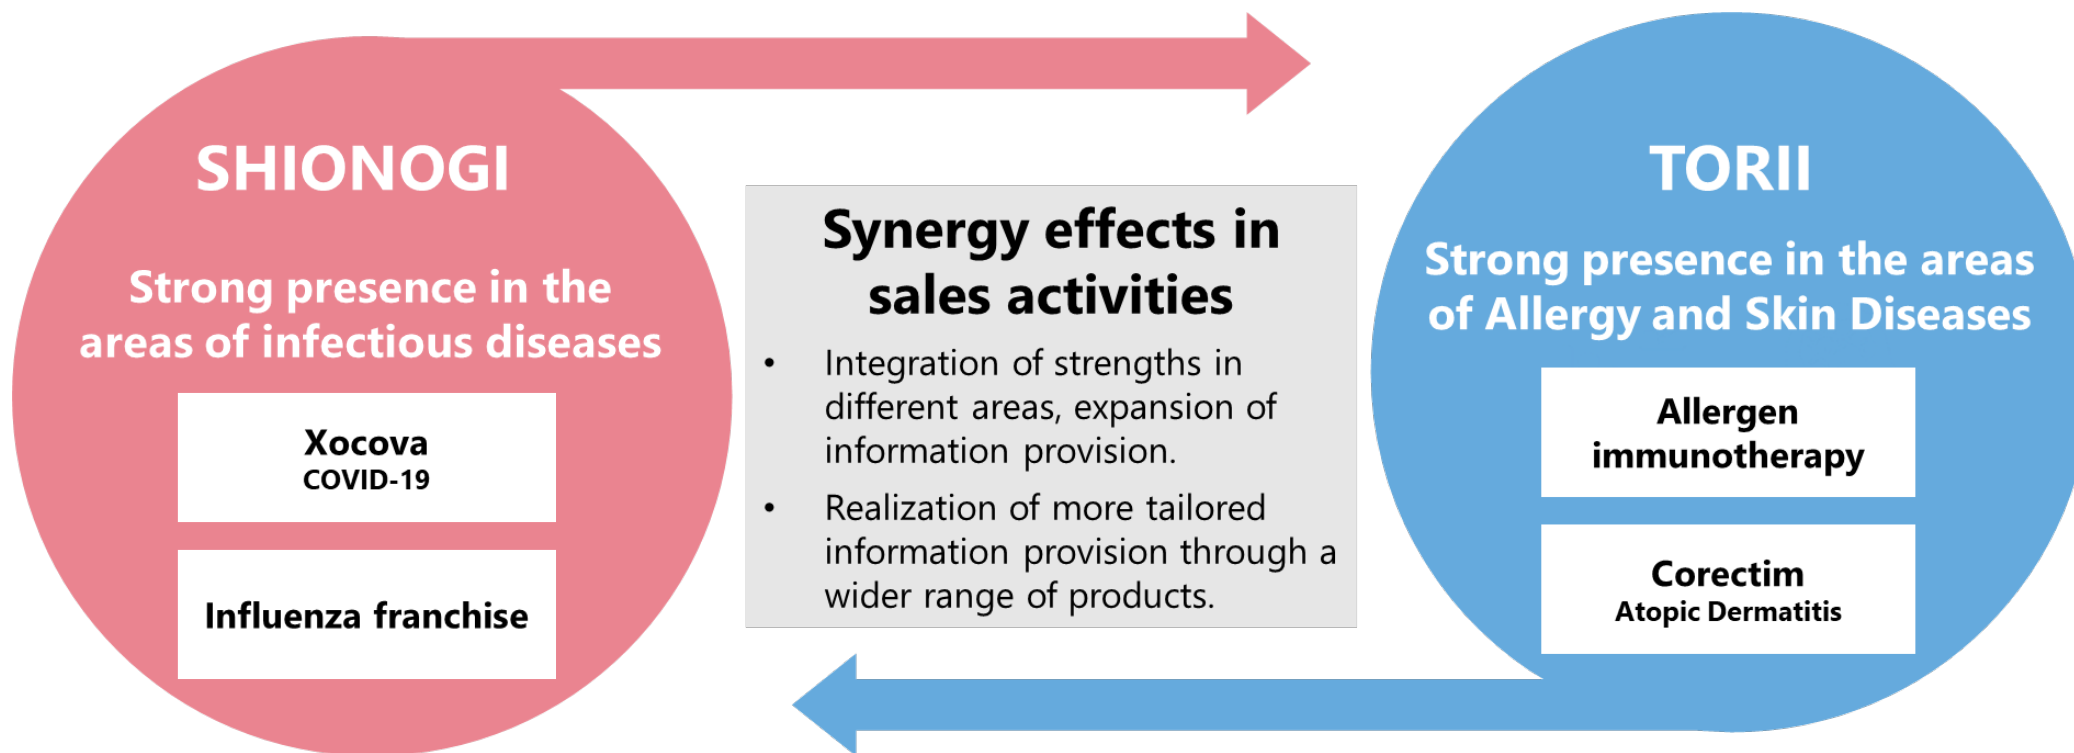 SHIONOGI
Strong presence in the
areas of infectious diseases
Xocova
COVID-19
Influenza franchise
Synergy effects in
sales activities
• Integration of strengths in
different areas, expansion of
information provision.
• Realization of more tailored
information provision through a
wider range of products.
TORII
Strong presence in the areas
of Allergy and Skin Diseases
Allergen
immunotherapy
Corectim
Atopic Dermatitis